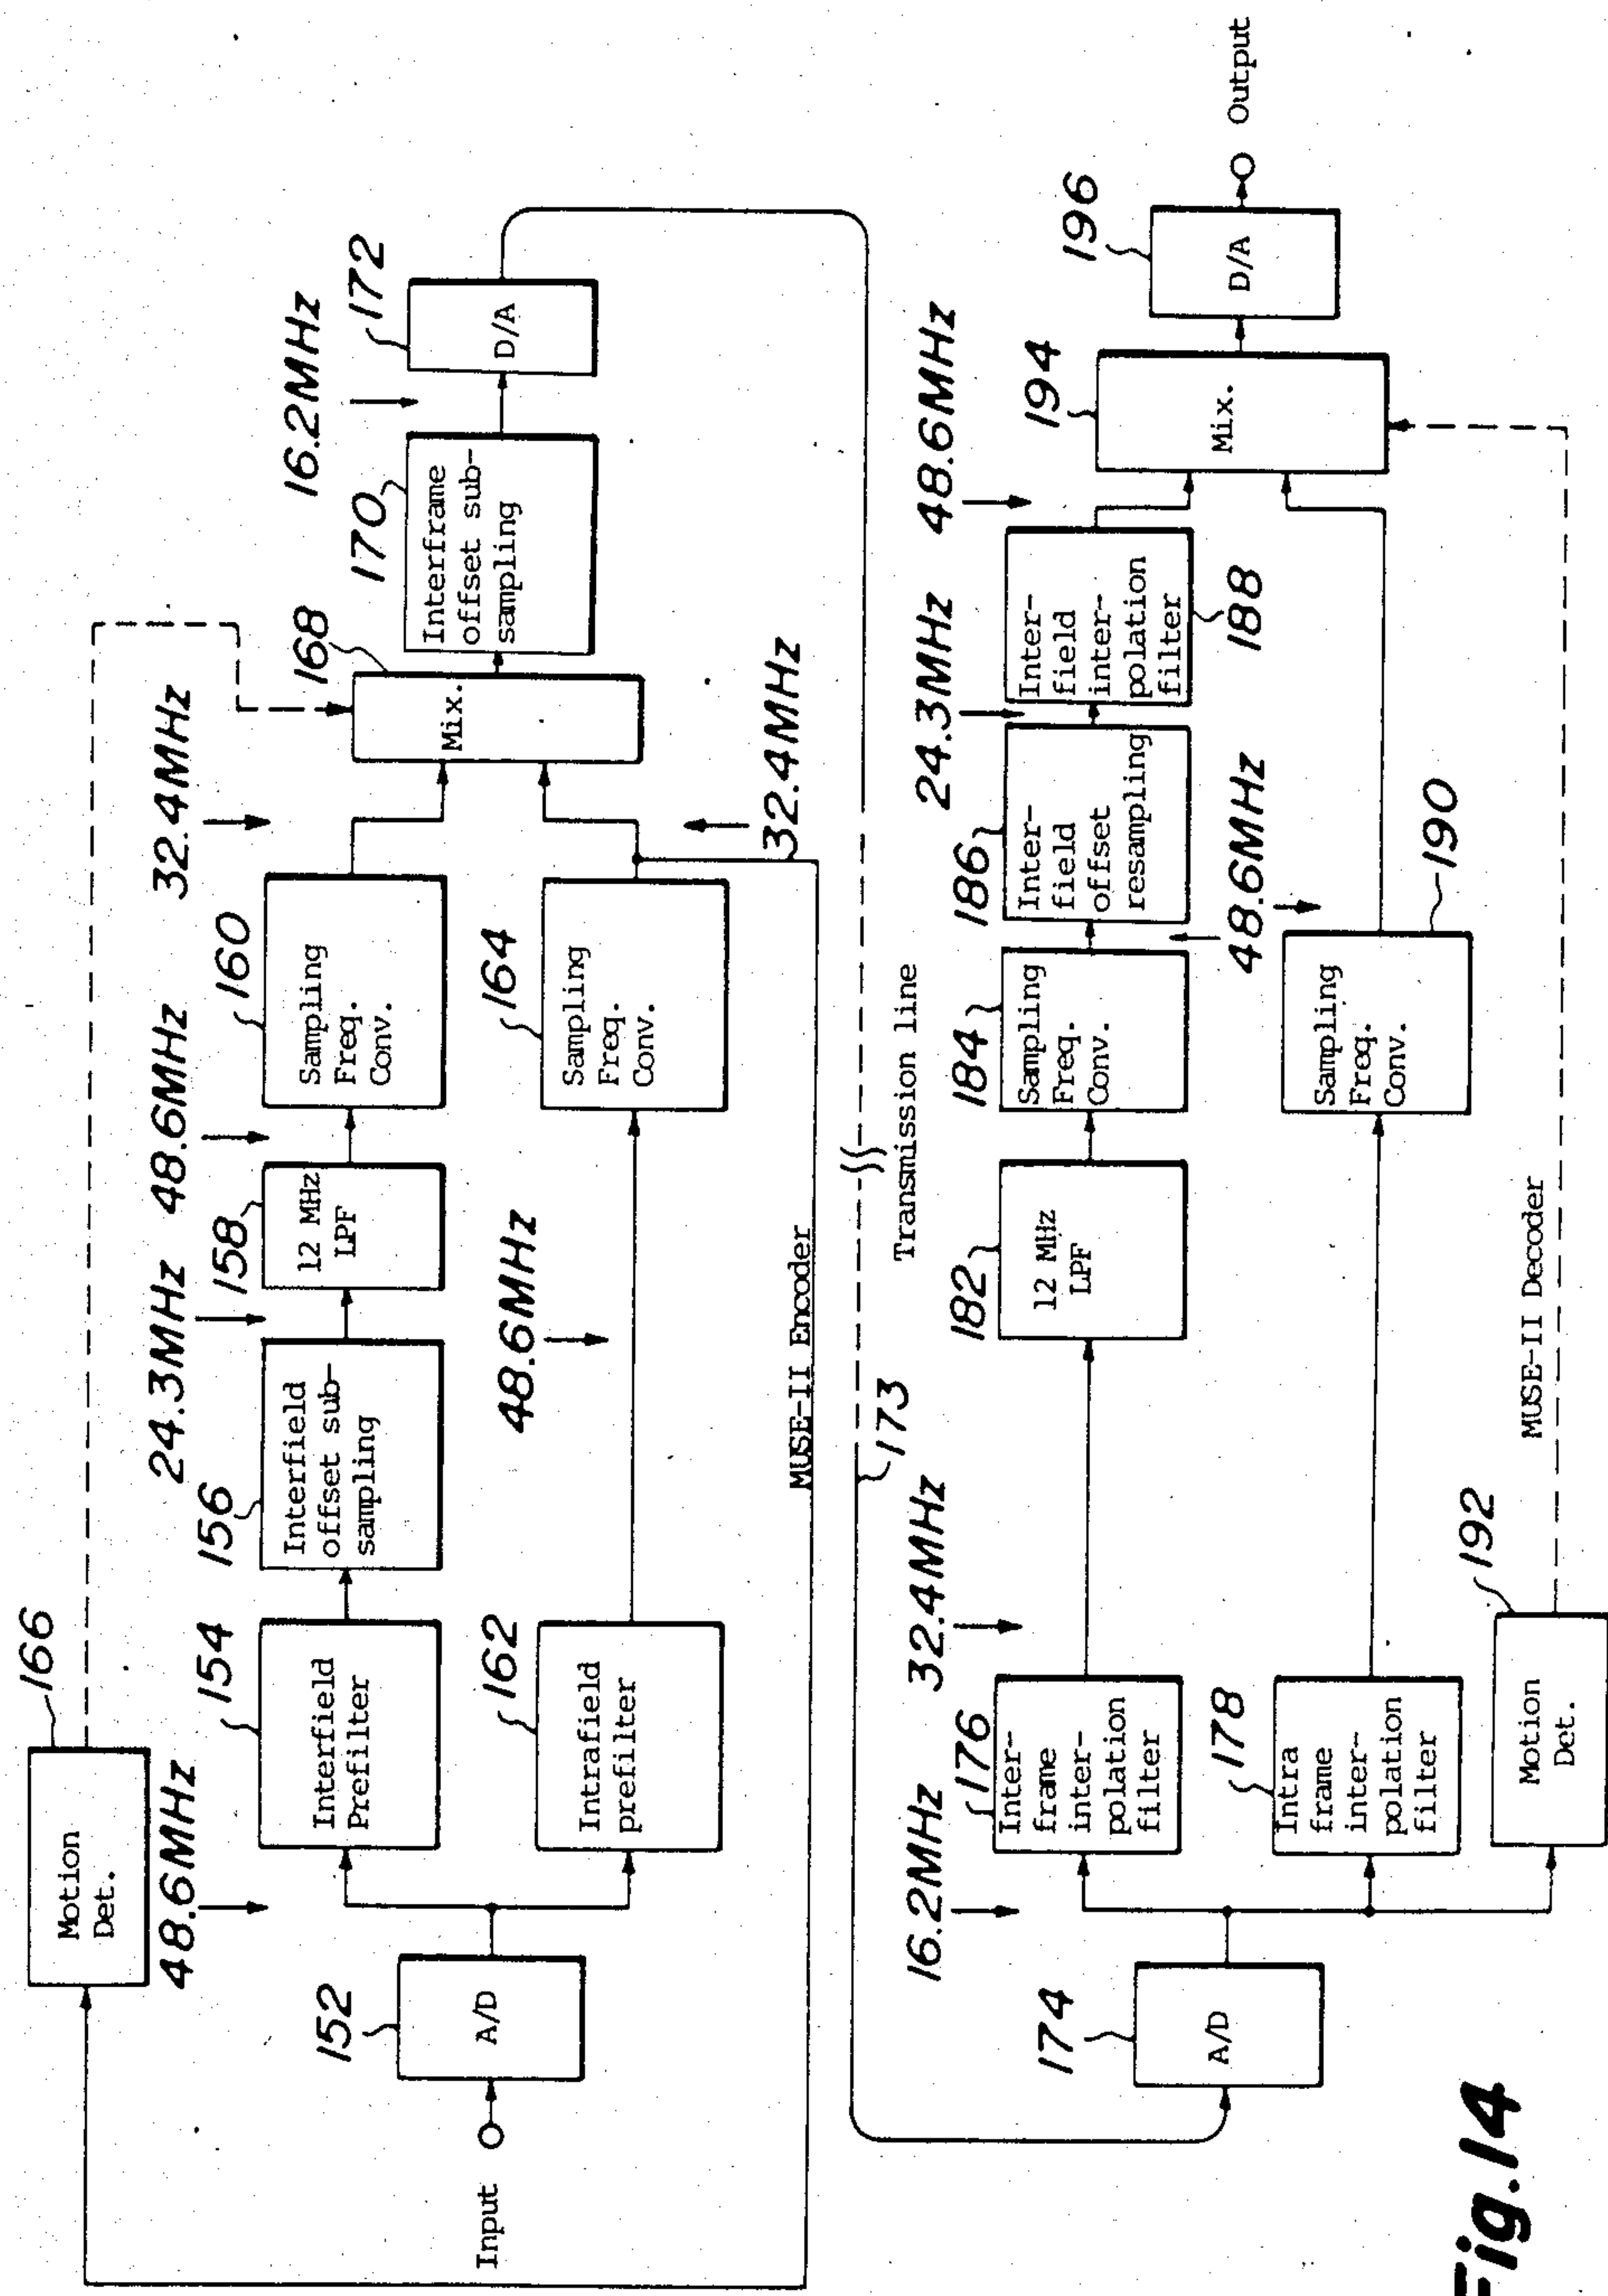 166
Motion
Det.
48.6MHz
154
Interfield
Prefilter
156
Interfield
offset sub-
sampling
24.3MHz
158
12 MHz
LPF
48.6MHz
160
Sampling
Freq.
Conv.
32.4MHz
168
Mix.
170
Interframe
offset sub-
sampling
16.2MHz
172
D/A
Input
152
A/D
162
Intrafield
prefilter
48.6MHz
164
Sampling
Freq.
Conv.
32.4MHz
MUSE-II Encoder
173
Transmission line
174
A/D
16.2MHz
176
Inter-
frame
inter-
polation
filter
32.4MHz
182
12 MHz
LPF
184
Sampling
Freq.
Conv.
48.6MHz
186
Inter-
field
offset
resampling
24.3MHz
188
Inter-
field
inter-
polation
filter
48.6MHz
194
Mix.
196
D/A
Output
178
Intra
frame
inter-
polation
filter
190
Sampling
Freq.
Conv.
192
Motion
Det.
MUSE-II Decoder
Fig.14